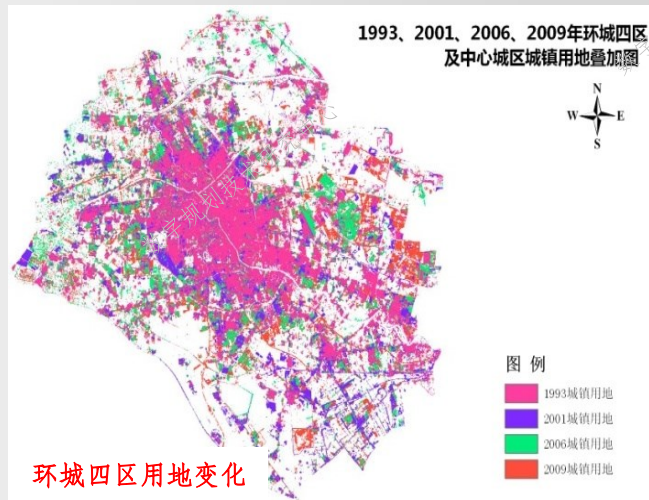 1993、2001、2006、2009年环城四区
及中心城区城镇用地叠加图
N
W E
S
图 例
1993城镇用地
2001城镇用地
2006城镇用地
2009城镇用地
环城四区用地变化